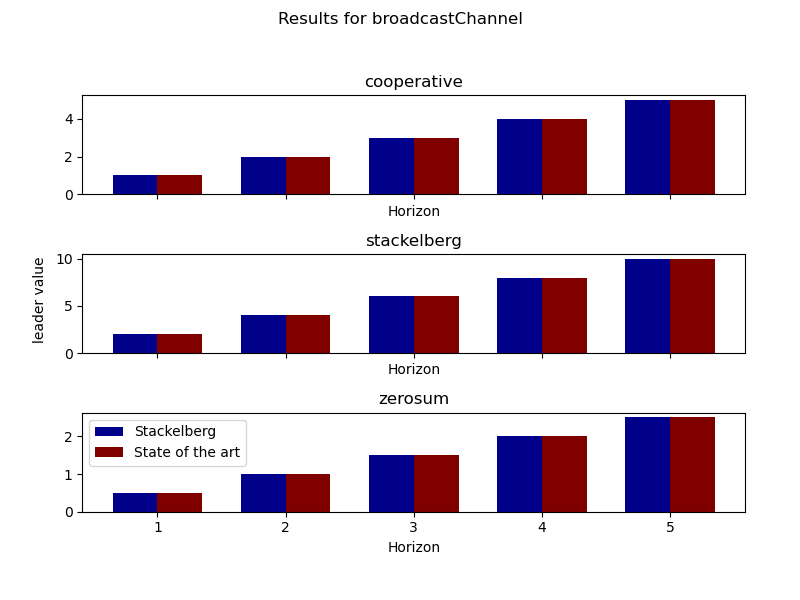 Results for broadcastChannel
cooperative
4
2
0
Horizon
stackelberg
10
5
0
leader value
Horizon
zerosum
2
1
0
Stackelberg
State of the art
1 2 3 4 5
Horizon